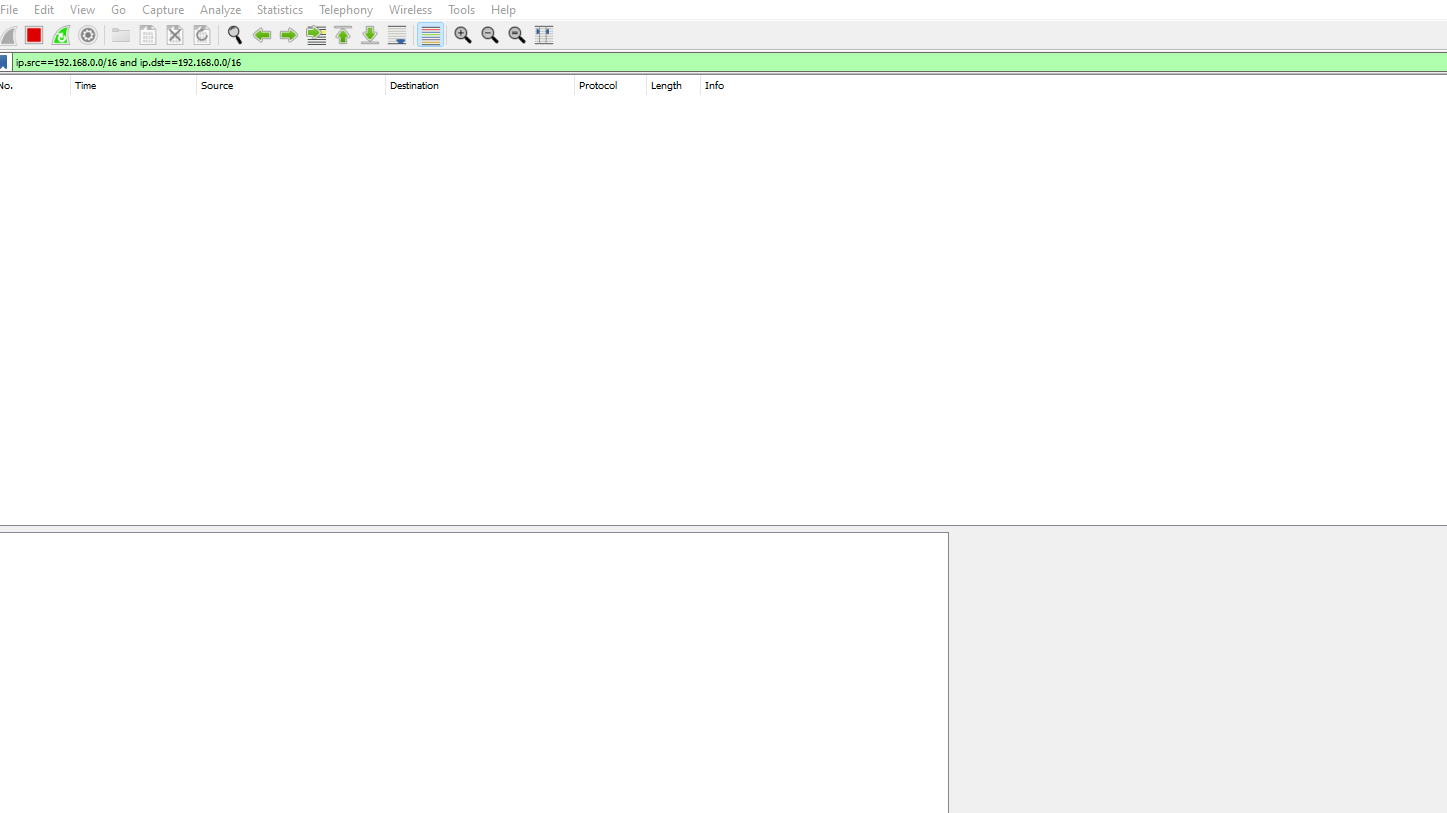 File Edit View Go Capture Analyze Statistics Telephony Wireless Tools Help
ip.src==192.168.0.0/16 and ip.dst==192.168.0.0/16
No. Time Source Destination Protocol Length Info